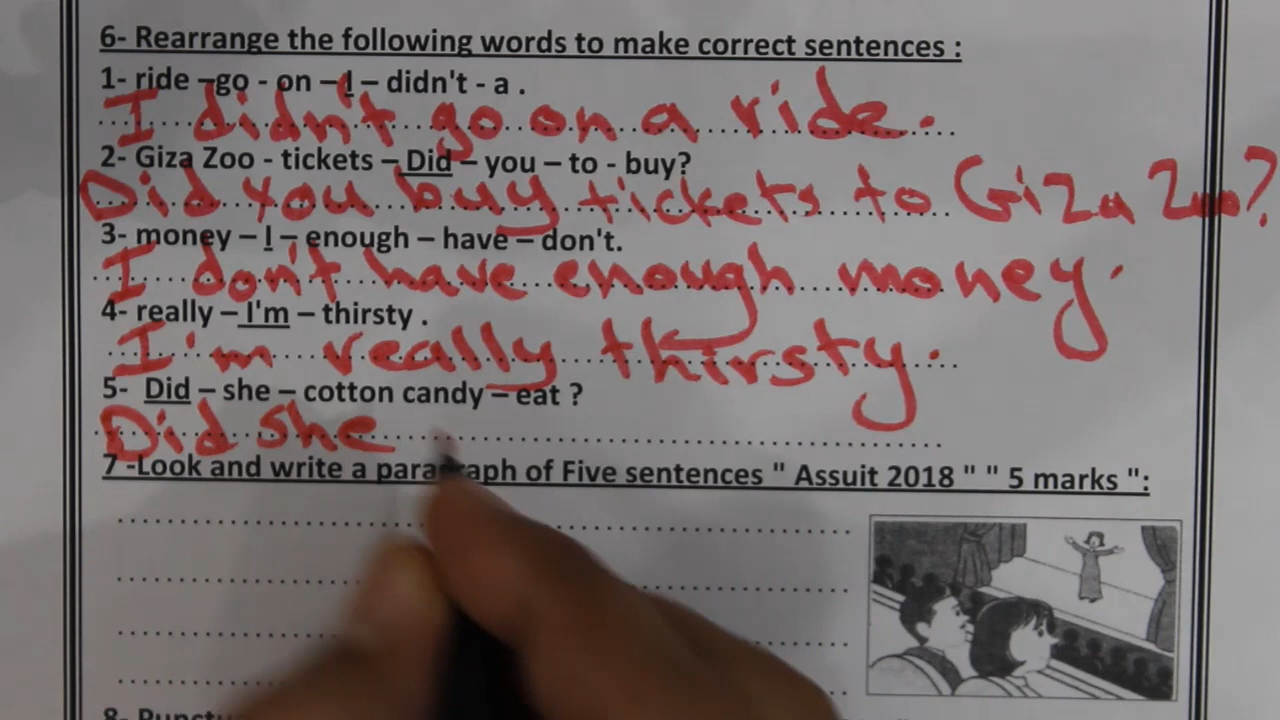 6- Rearrange the following words to make correct sentences :
1- ride –go - on – I – didn't - a .
I didn't go on a ride.
2- Giza Zoo - tickets – Did – you – to - buy?
Did you buy tickets to Giza Zoo?
3- money – I – enough – have – don't.
I don't have enough money.
4- really – I'm – thirsty .
I'm really thirsty.
5- Did – she – cotton candy – eat ?
Did she
7 -Look and write a paragraph of Five sentences " Assuit 2018 " " 5 marks ":